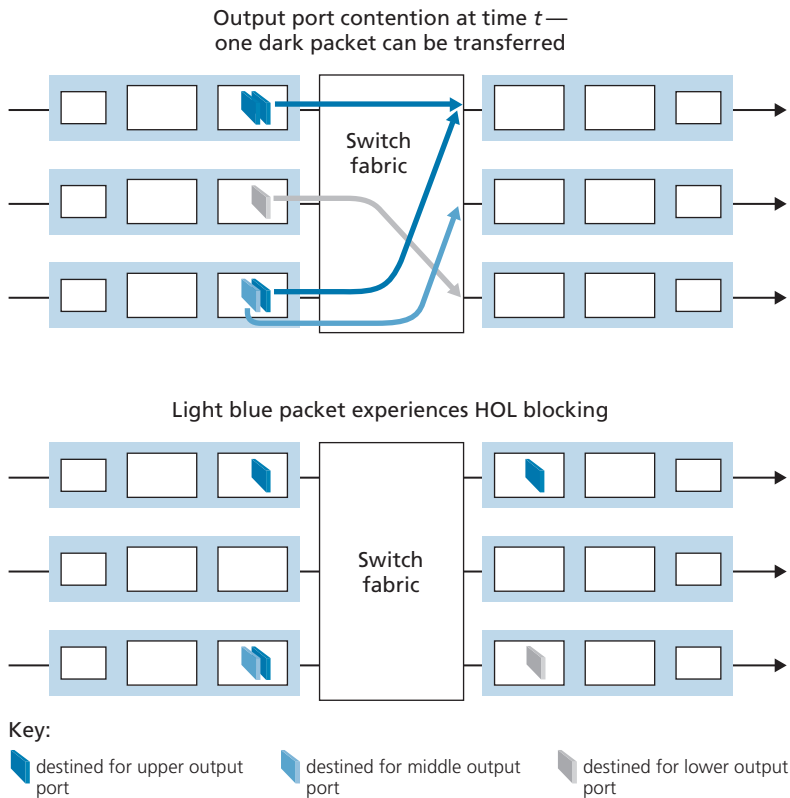 Output port contention at time t—
one dark packet can be transferred
Switch
fabric
Light blue packet experiences HOL blocking
Switch
fabric
Key:
destined for upper output
port
destined for middle output
port
destined for lower output
port